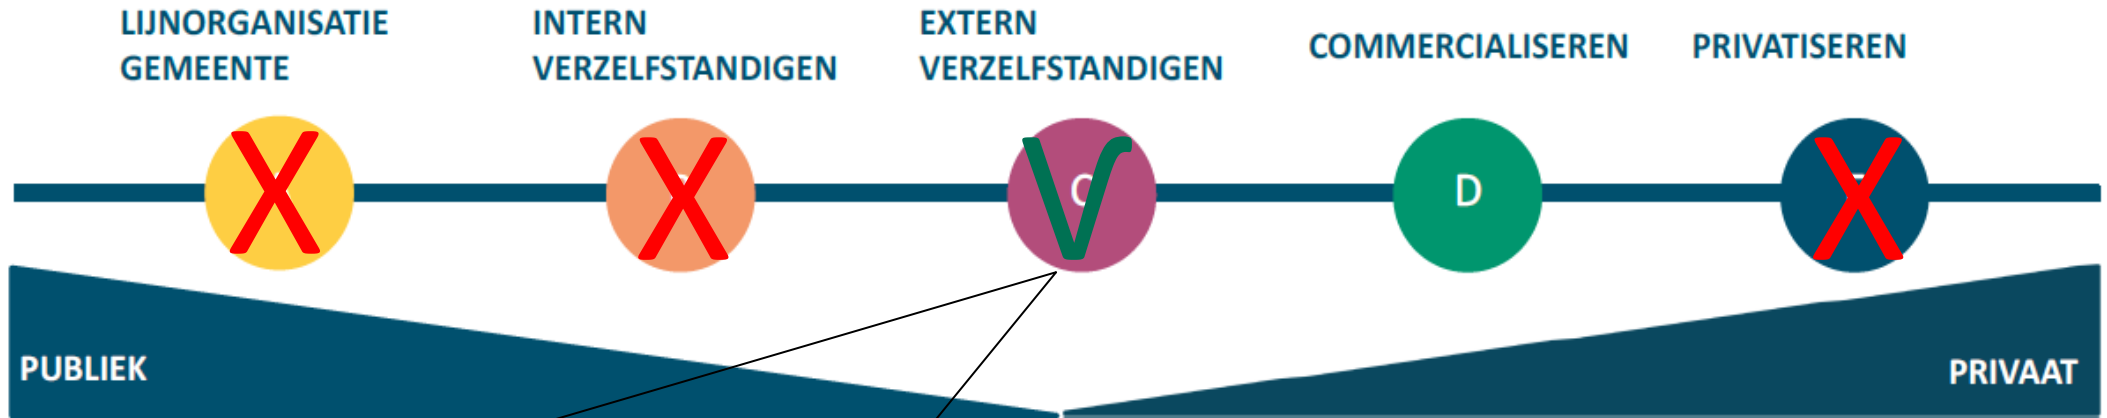 LIJNORGANISATIE
GEMEENTE
INTERN
VERZELFSTANDIGEN
EXTERN
VERZELFSTANDIGEN
COMMERCIALISEREN
PRIVATISEREN
X
X
V
D
X
PUBLIEK
PRIVAAT